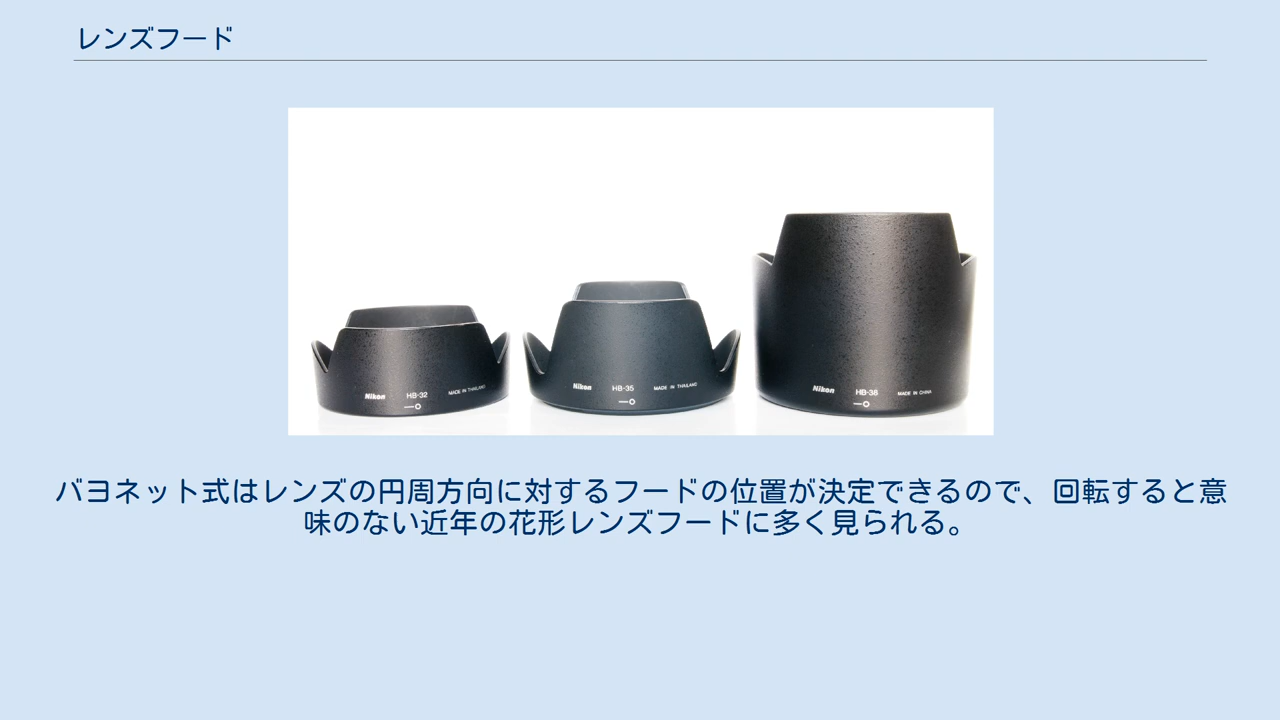 レンズフード
Nikon HB-32 MADE IN THAILAND
Nikon HB-35 MADE IN THAILAND
Nikon HB-38 MADE IN CHINA
バヨネット式はレンズの円周方向に対するフードの位置が決定できるので、回転すると意
味のない近年の花形レンズフードに多く見られる。